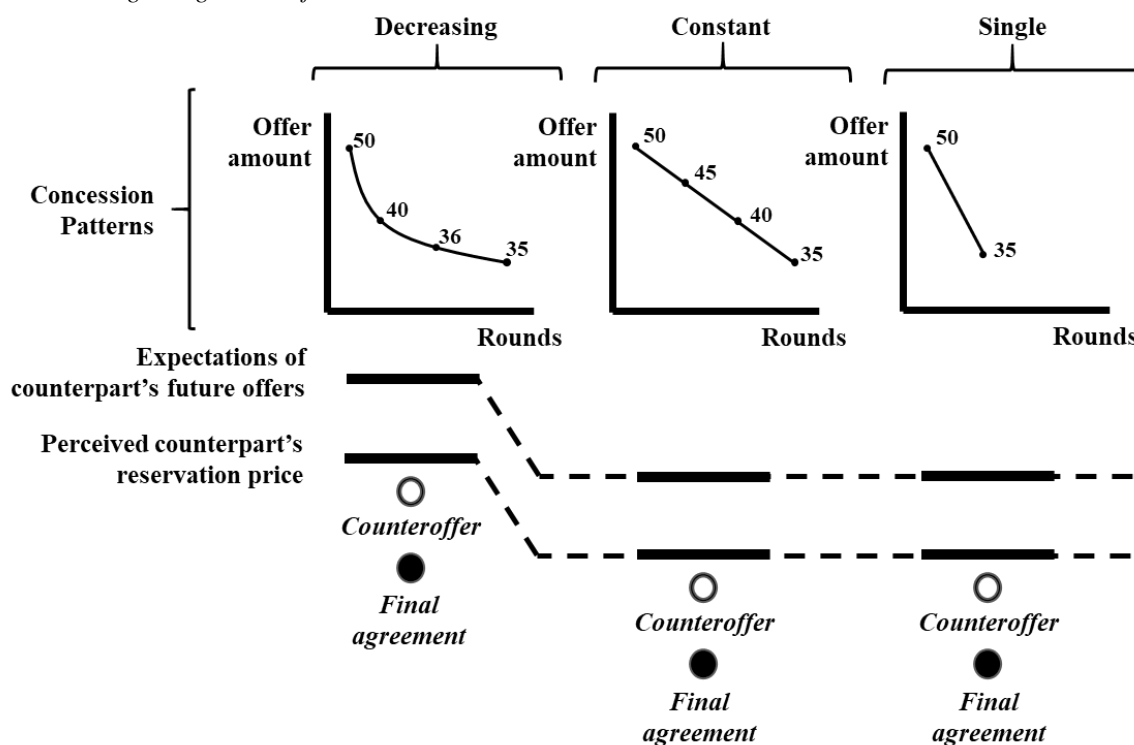 Decreasing
Constant
Single
Concession
Patterns
Offer
amount
50
40
36
35
Rounds
Offer
amount
50
45
40
35
Rounds
Offer
amount
50
35
Rounds
Expectations of
counterpart's future offers
Perceived counterpart's
reservation price
Counteroffer
Final
agreement
Counteroffer
Final
agreement
Counteroffer
Final
agreement